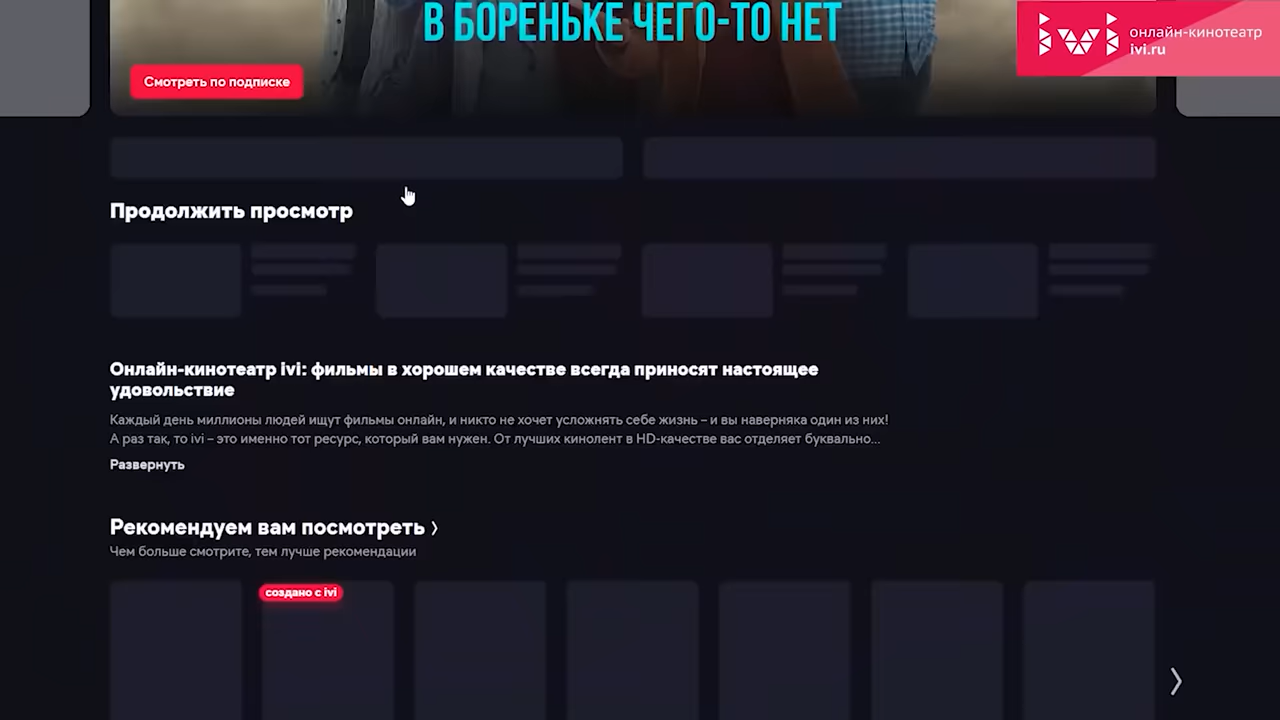 В БОРЕНЬКЕ ЧЕГО-ТО НЕТ
ivi
онлайн-кинотеатр
ivi.ru
Смотреть по подписке
Продолжить просмотр
Онлайн-кинотеатр ivi: фильмы в хорошем качестве всегда приносят настоящее
удовольствие
Каждый день миллионы людей ищут фильмы онлайн, и никто не хочет усложнять себе жизнь – и вы наверняка один из них!
А раз так, то ivi – это именно тот ресурс, который вам нужен. От лучших кинолент в HD-качестве вас отделяет буквально...
Развернуть
Рекомендуем вам посмотреть
Чем больше смотрите, тем лучше рекомендации
создано с ivi